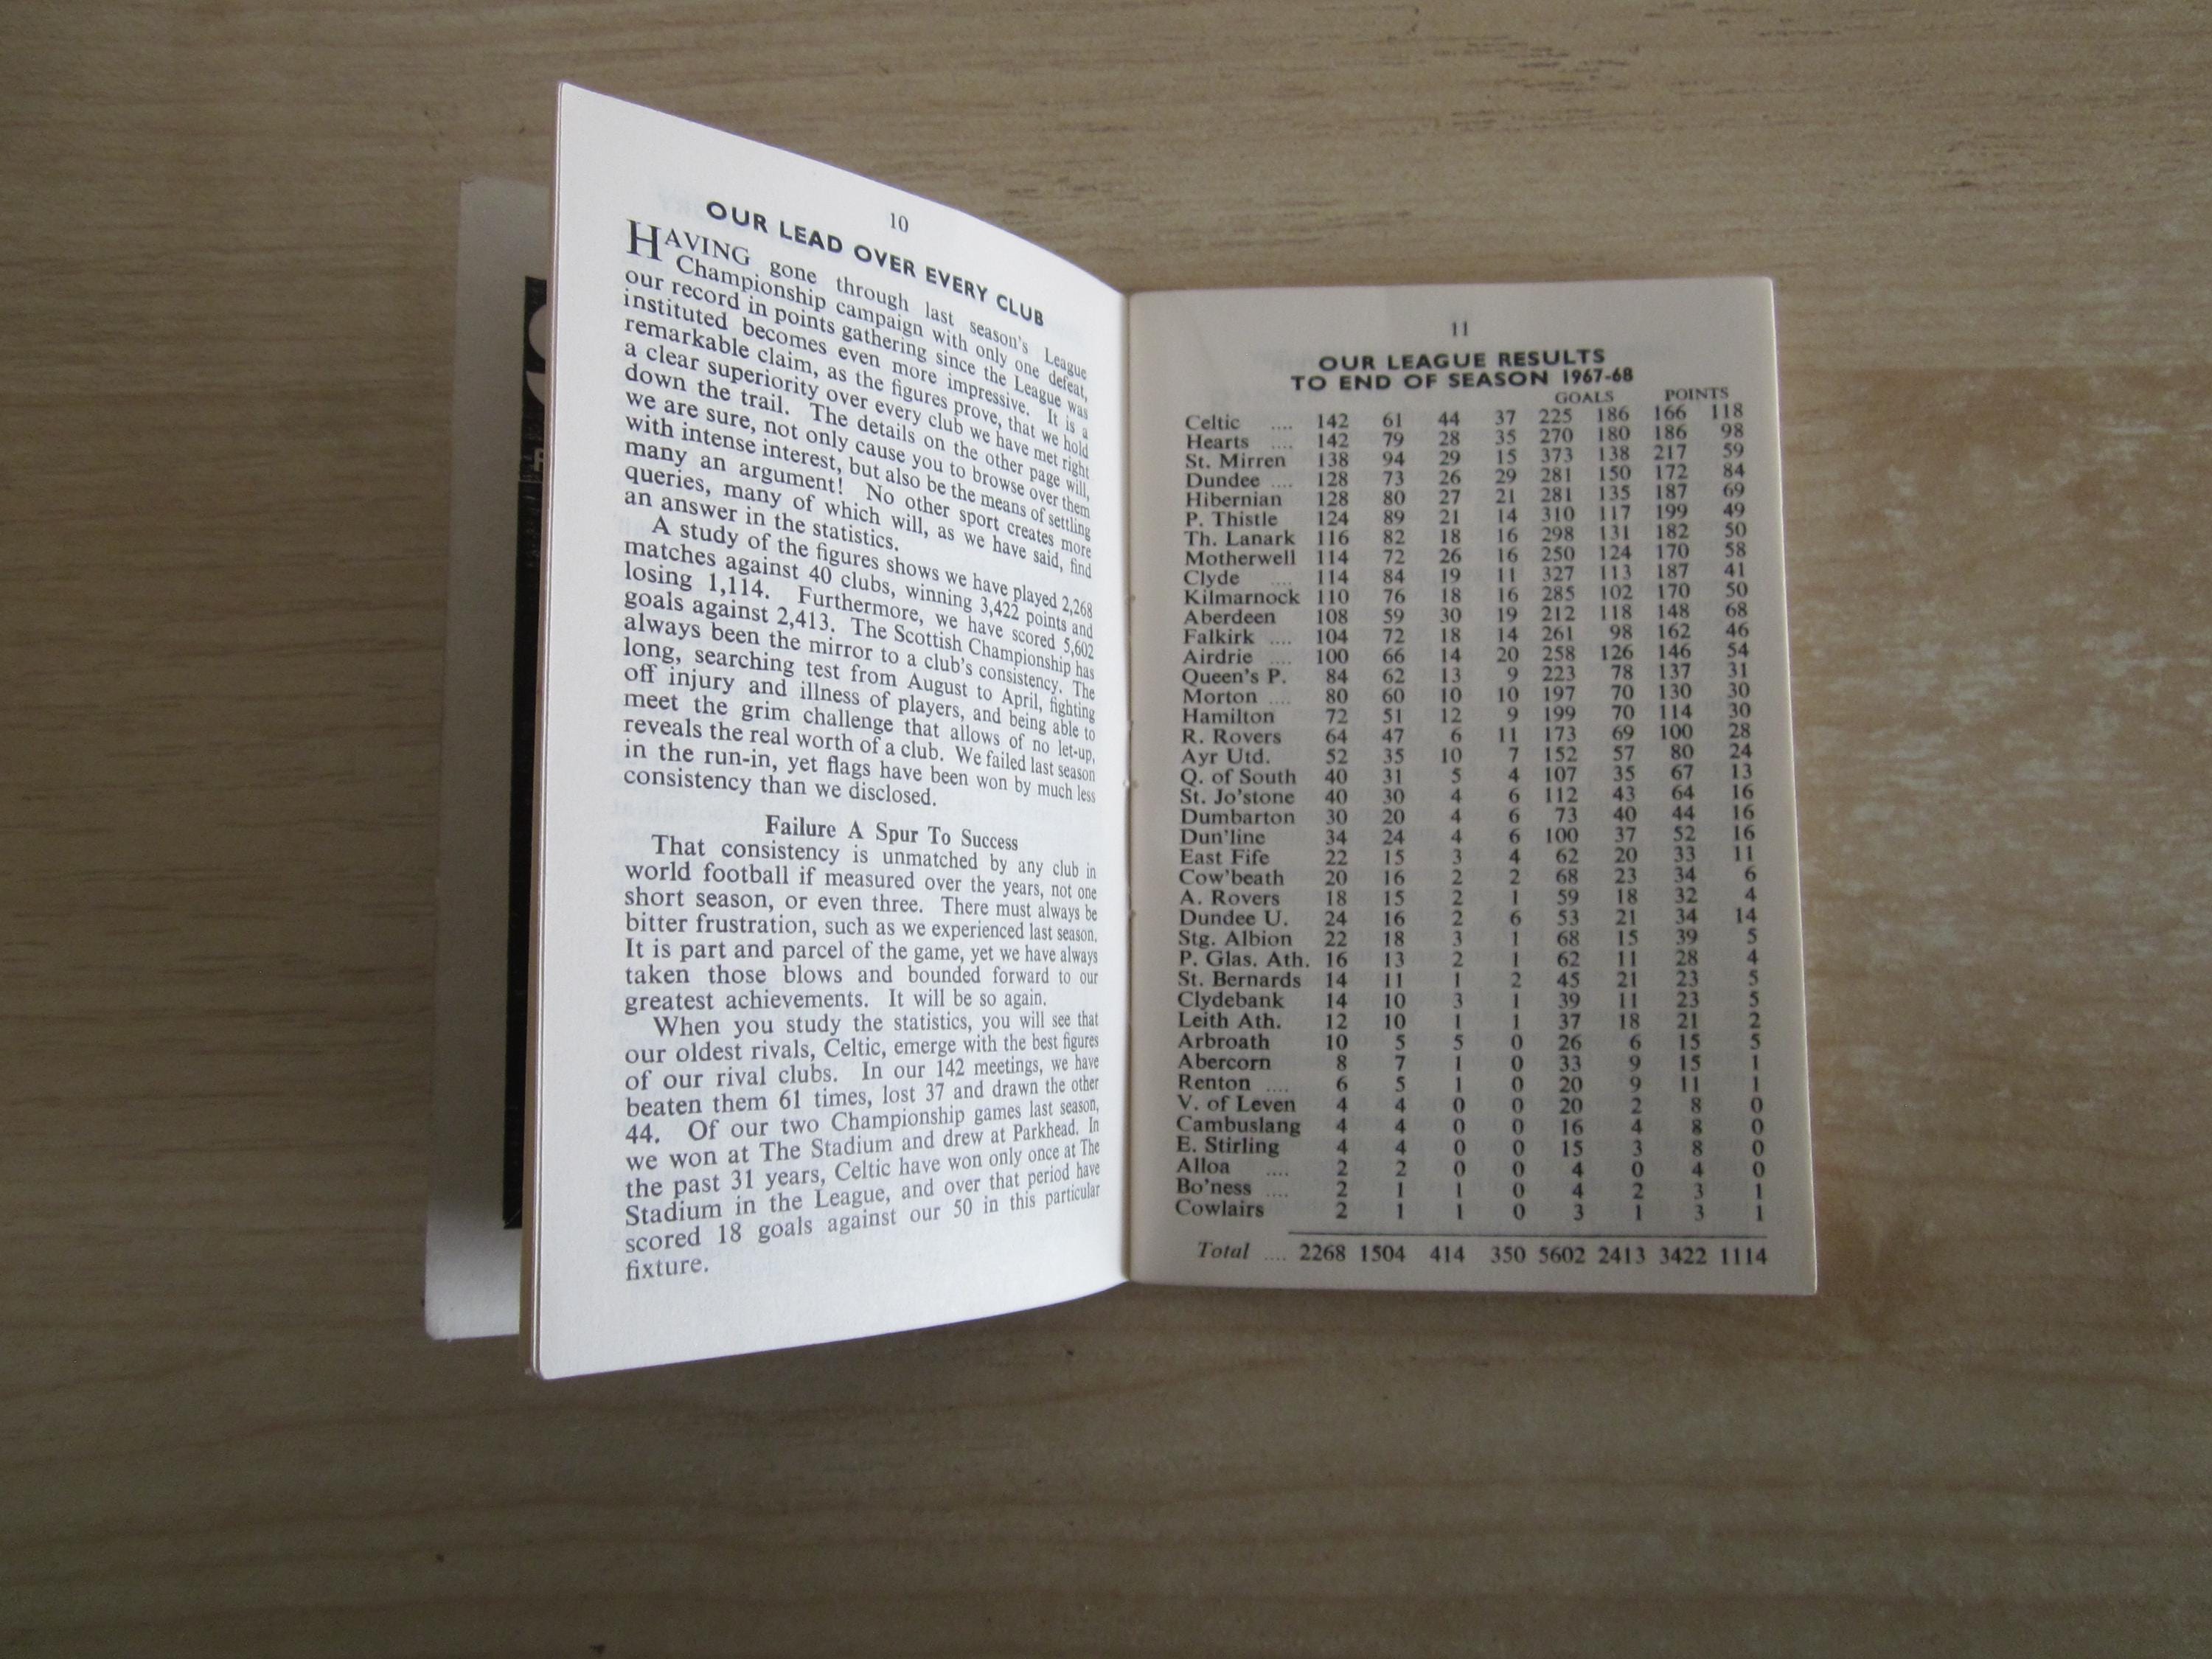 10
OUR LEAD OVER EVERY CLUB
HAVING gone through last season's League
Championship campaign with only one defeat,
our record in points gathering since the League was
instituted becomes even more impressive. It is a
remarkable claim, as the figures prove, that we hold
a clear superiority over every club we have met right
down the trail. The details on the other page will,
we are sure, not only cause you to browse over them
with intense interest, but also be the means of settling
many an argument! No other sport creates more
queries, many of which will, as we have said, find
an answer in the statistics.
A study of the figures shows we have played 2,268
matches against 40 clubs, winning 3,422 points and
losing 1,114. Furthermore, we have scored 5,602
goals against 2,413. The Scottish Championship has
always been the mirror to a club's consistency. The
long, searching test from August to April, fighting
off injury and illness of players, and being able to
meet the grim challenge that allows of no let-up,
reveals the real worth of a club. We failed last season
in the run-in, yet flags have been won by much less
consistency than we disclosed.
Failure A Spur To Success
That consistency is unmatched by any club in
world football if measured over the years, not one
short season, or even three. There must always be
bitter frustration, such as we experienced last season.
It is part and parcel of the game, yet we have always
taken those blows and bounded forward to our
greatest achievements. It will be so again.
When you study the statistics, you will see that
our oldest rivals, Celtic, emerge with the best figures
of our rival clubs. In our 142 meetings, we have
beaten them 61 times, lost 37 and drawn the other
44. Of our two Championship games last season,
we won at The Stadium and drew at Parkhead. In
the past 31 years, Celtic have won only once at The
Stadium in the League, and over that period have
scored 18 goals against our 50 in this particular
fixture.
11
OUR LEAGUE RESULTS
TO END OF SEASON 1967-68
GOALS POINTS
Celtic .... 142 61 44 37 225 186 166 118
Hearts .... 142 79 28 35 270 180 186 98
St. Mirren 138 94 29 15 373 138 217 59
Dundee .... 128 73 26 29 281 150 172 84
Hibernian 128 80 27 21 281 135 187 69
P. Thistle 124 89 21 14 310 117 199 49
Th. Lanark 116 82 18 16 298 131 182 50
Motherwell 114 72 26 16 250 124 170 58
Clyde .... 114 84 19 11 327 113 187 41
Kilmarnock 110 76 18 16 285 102 170 50
Aberdeen 108 59 30 19 212 118 148 68
Falkirk .... 104 72 18 14 261 98 162 46
Airdrie .... 100 66 14 20 258 126 146 54
Queen's P. 84 62 13 9 223 78 137 31
Morton .... 80 60 10 10 197 70 130 30
Hamilton 72 51 12 9 199 70 114 30
R. Rovers 64 47 6 11 173 69 100 28
Ayr Utd. 52 35 10 7 152 57 80 24
Q. of South 40 31 5 4 107 35 67 13
St. Jo'stone 40 30 4 6 112 43 64 16
Dumbarton 30 20 4 6 73 40 44 16
Dun'line 34 24 4 6 100 37 52 16
East Fife 22 15 3 4 62 20 33 11
Cow'beath 20 16 2 2 68 23 34 6
A. Rovers 18 15 2 1 59 18 32 4
Dundee U. 24 16 2 6 53 21 34 14
Stg. Albion 22 18 3 1 68 15 39 5
P. Glas. Ath. 16 13 2 1 62 11 28 4
St. Bernards 14 11 1 2 45 21 23 5
Clydebank 14 10 3 1 39 11 23 5
Leith Ath. 12 10 1 1 37 18 21 2
Arbroath 10 5 5 0 26 6 15 5
Abercorn 8 7 1 0 33 9 15 1
Renton .... 6 5 1 0 20 9 11 1
V. of Leven 4 4 0 0 20 2 8 0
Cambuslang 4 4 0 0 16 4 8 0
E. Stirling 4 4 0 0 15 3 8 0
Alloa .... 2 2 0 0 4 0 4 0
Bo'ness .... 2 1 1 0 4 2 3 1
Cowlairs 2 1 1 0 3 1 3 1
Total .... 2268 1504 414 350 5602 2413 3422 1114